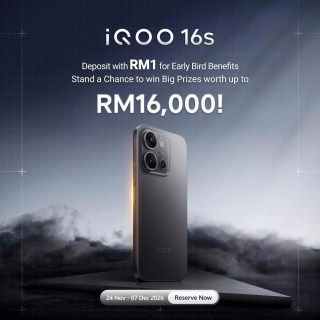 iQOO 16s
Deposit with RM1 for Early Bird Benefits
Stand a Chance to win Big Prizes worth up to
RM16,000!
iQOO
24 Nov - 07 Dec 2026 Reserve Now